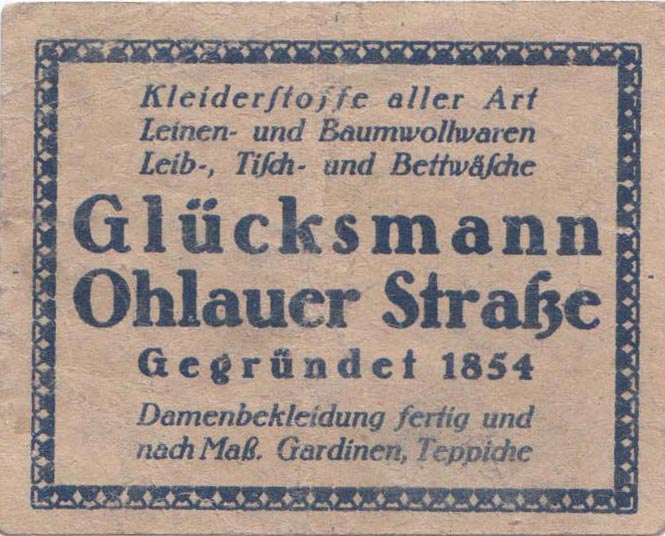 Kleiderſtoffe aller Art
Leinen- und Baumwollwaren
Leib-, Tiſch- und Bettwäſche
Glücksmann
Ohlauer Straße
Gegründet 1854
Damenbekleidung fertig und
nach Maß. Gardinen, Teppiche